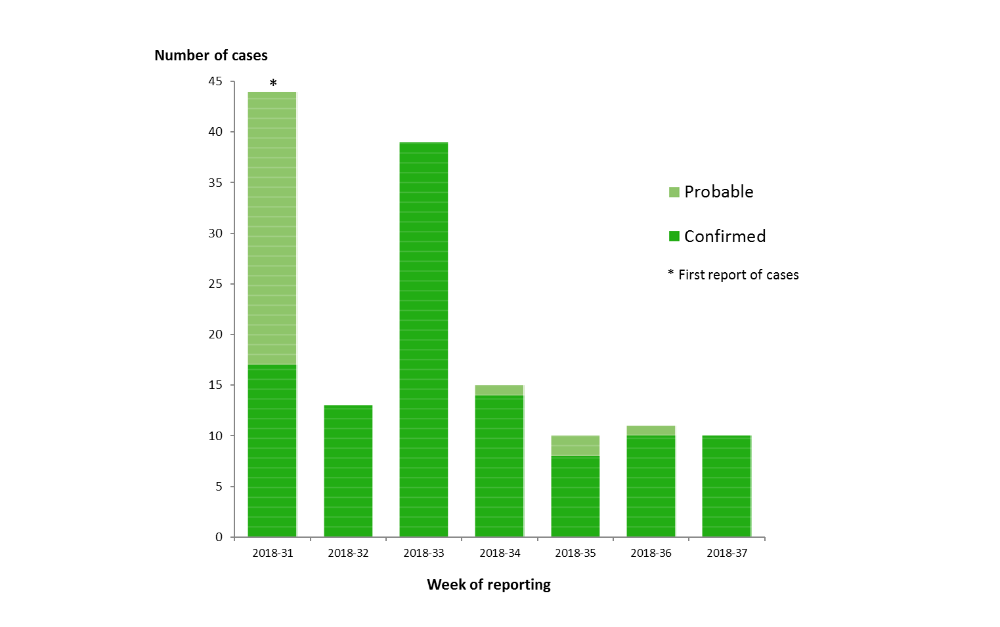 Number of cases
45
*
40
35
30
25
20
15
10
5
0
Probable
Confirmed
* First report of cases
2018-31 2018-32 2018-33 2018-34 2018-35 2018-36 2018-37
Week of reporting